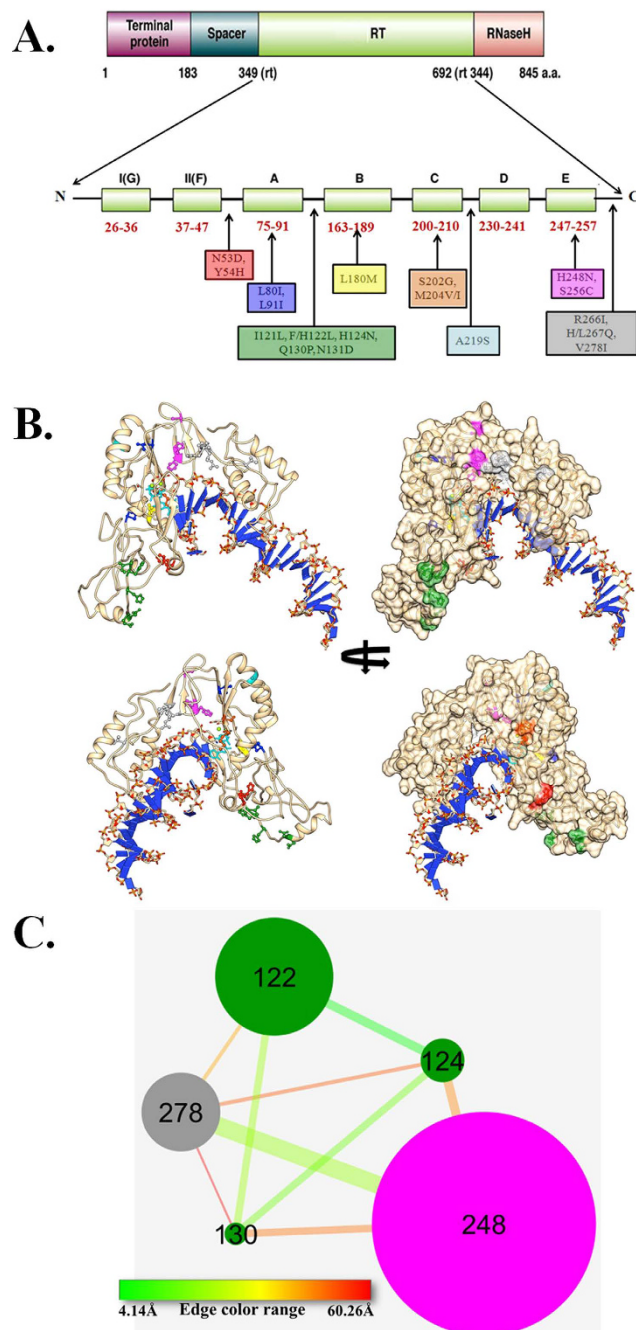 A.
Terminal protein Spacer RT RNaseH
1 183 349 (rt) 692 (rt 344) 845 a.a.
N I(G) II(F) A B C D E C
26-36 37-47 75-91 163-189 200-210 230-241 247-257
N53D,
Y54H
L80I,
L91I
I121L, F/H122L, H124N,
Q130P, N131D
L180M
S202G,
M204V/I
A219S
H248N,
S256C
R266I,
H/L267Q,
V278I
B.
C.
122
124
278
130
248
4.14Å Edge color range 60.26Å